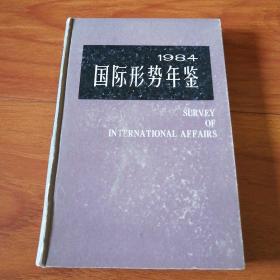 1984
国际形势年鉴
SURVEY
OF
INTERNATIONAL AFFAIRS